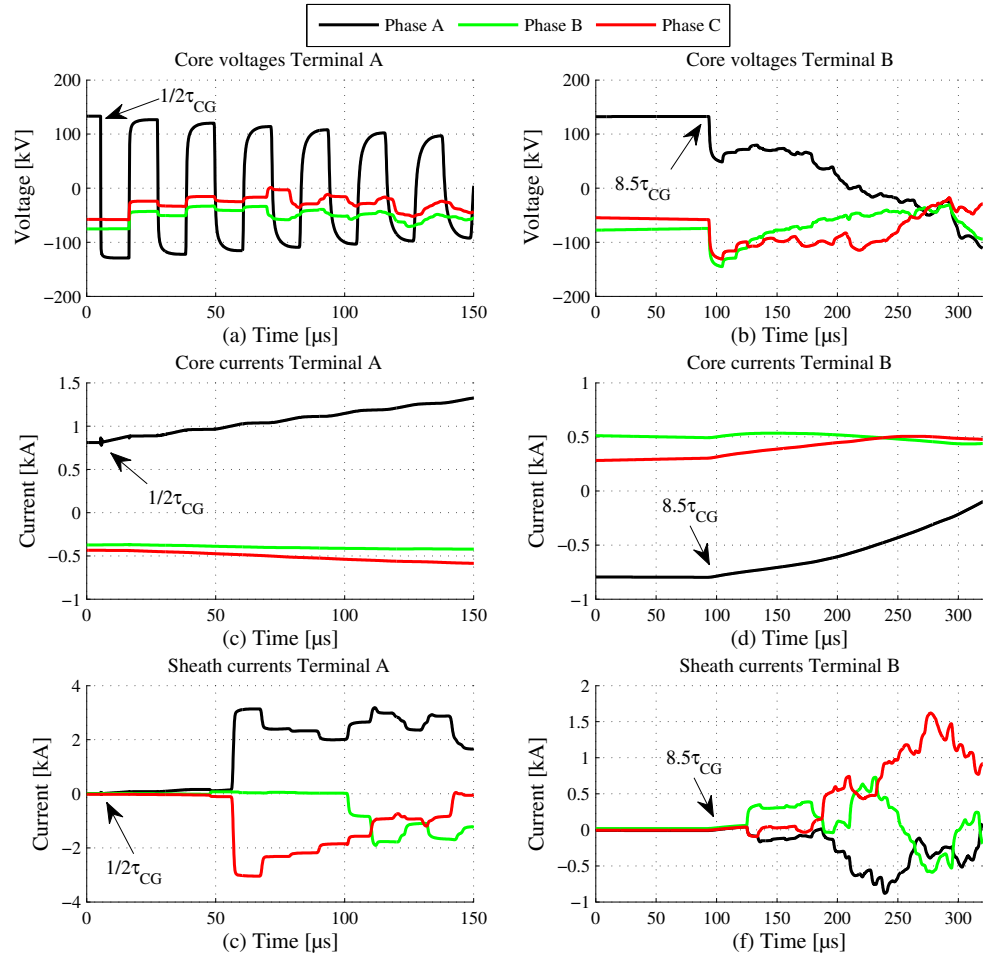 Phase A Phase B Phase C
Core voltages Terminal A
Voltage [kV]
200
100
0
−100
−200
1/2τCG
0 50 100 150
(a) Time [µs]
Core voltages Terminal B
Voltage [kV]
200
100
0
−100
−200
8.5τCG
0 50 100 150 200 250 300
(b) Time [µs]
Core currents Terminal A
Current [kA]
1.5
1
0.5
0
−0.5
−1
1/2τCG
0 50 100 150
(c) Time [µs]
Core currents Terminal B
Current [kA]
1
0.5
0
−0.5
−1
8.5τCG
0 50 100 150 200 250 300
(d) Time [µs]
Sheath currents Terminal A
Current [kA]
4
2
0
−2
−4
1/2τCG
0 50 100 150
(c) Time [µs]
Sheath currents Terminal B
Current [kA]
2
1.5
1
0.5
0
−0.5
−1
8.5τCG
0 50 100 150 200 250 300
(f) Time [µs]